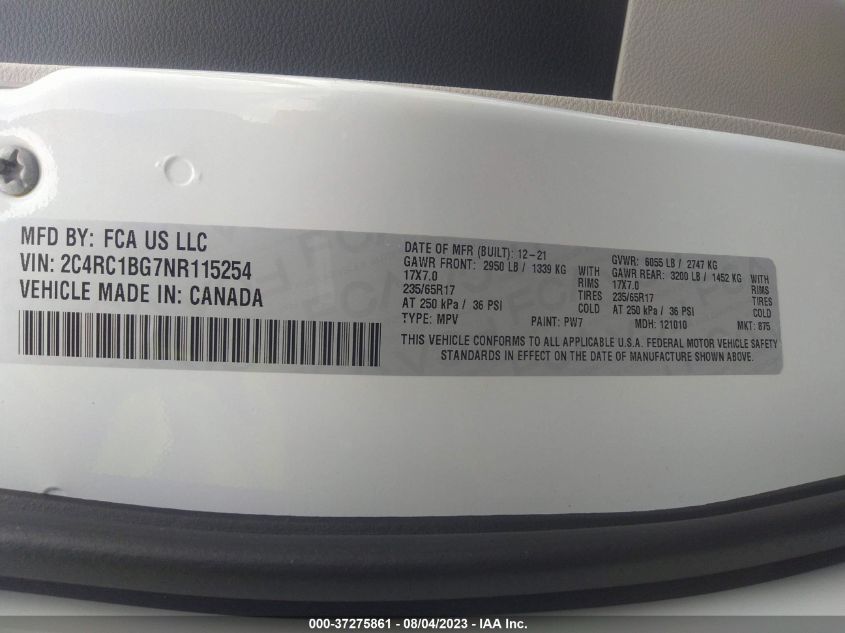 MFD BY: FCA US LLC
VIN: 2C4RC1BG7NR115254
VEHICLE MADE IN: CANADA
DATE OF MFR (BUILT): 12-21
GVWR: 6055 LB / 2747 KG
GAWR FRONT: 2950 LB / 1339 KG WITH
17X7.0 RIMS
235/65R17 TIRES
AT 250 kPa / 36 PSI COLD
GAWR REAR: 3200 LB / 1452 KG WITH
17X7.0 RIMS
235/65R17 TIRES
AT 250 kPa / 36 PSI COLD
TYPE: MPV PAINT: PW7 MDH: 121010 MKT: 875
THIS VEHICLE CONFORMS TO ALL APPLICABLE U.S.A. FEDERAL MOTOR VEHICLE SAFETY
STANDARDS IN EFFECT ON THE DATE OF MANUFACTURE SHOWN ABOVE.
000-37275861 - 08/04/2023 - IAA Inc.